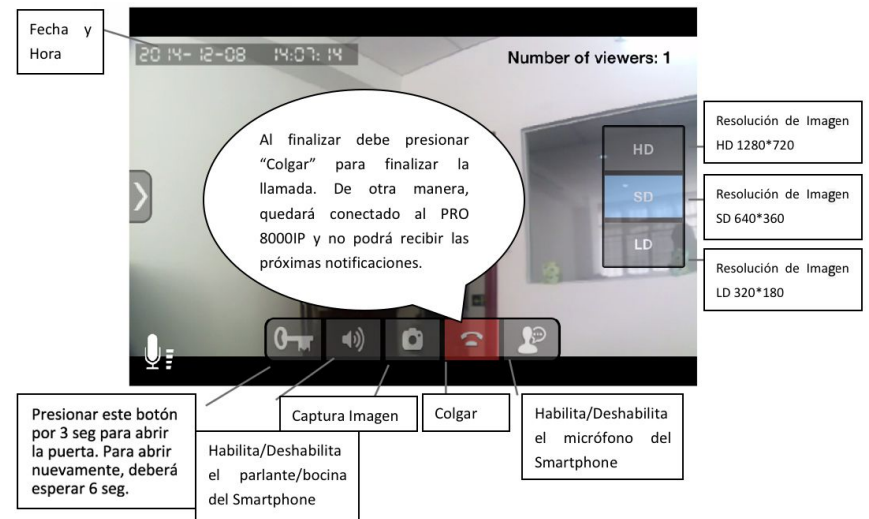 Fecha y
Hora
2014-12-08 14:07:14
Number of viewers: 1
Al finalizar debe presionar
“Colgar” para finalizar la
llamada. De otra manera,
quedará conectado al PRO
8000IP y no podrá recibir las
próximas notificaciones.
HD
SD
LD
Resolución de Imagen
HD 1280*720
Resolución de Imagen
SD 640*360
Resolución de Imagen
LD 320*180
Presionar este botón
por 3 seg para abrir
la puerta. Para abrir
nuevamente, deberá
esperar 6 seg.
Habilita/Deshabilita
el parlante/bocina
del Smartphone
Captura Imagen
Colgar
Habilita/Deshabilita
el micrófono del
Smartphone